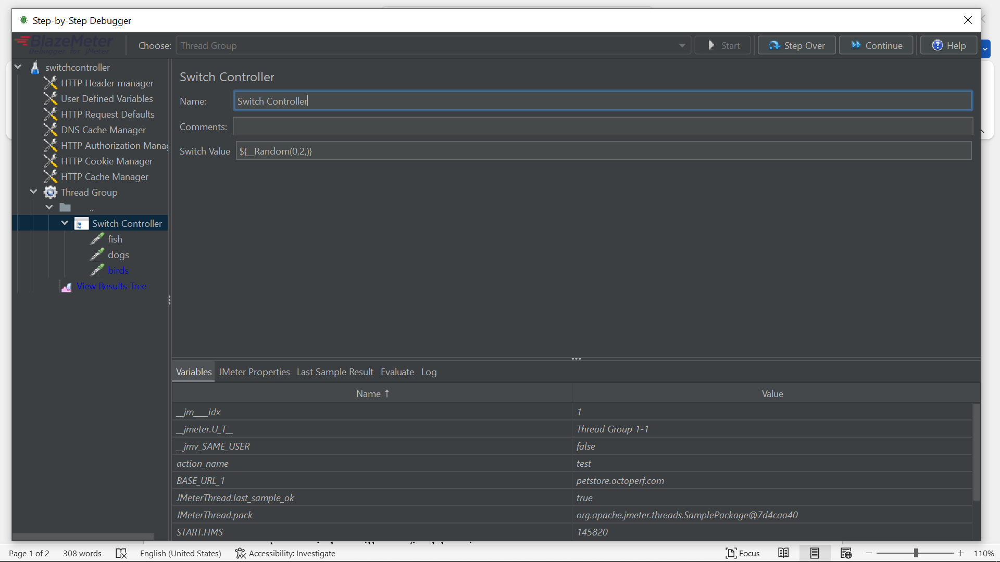 Step-by-Step Debugger
BlazeMeter
Debugger for JMeter
Choose:
Thread Group
Start
Step Over
Continue
Help
switchcontroller
HTTP Header manager
User Defined Variables
HTTP Request Defaults
DNS Cache Manager
HTTP Authorization Mana
HTTP Cookie Manager
HTTP Cache Manager
Thread Group
..
Switch Controller
fish
dogs
birds
View Results Tree
Switch Controller
Name: Switch Controller
Comments:
Switch Value ${__Random(0,2,)}
Variables JMeter Properties Last Sample Result Evaluate Log
Name ↑ Value
__jm____idx 1
__jmeter.U_T__ Thread Group 1-1
__jmv_SAME_USER false
action_name test
BASE_URL_1 petstore.octoperf.com
JMeterThread.last_sample_ok true
JMeterThread.pack org.apache.jmeter.threads.SamplePackage@7d4caa40
START.HMS 145820
Page 1 of 2 308 words English (United States) Accessibility: Investigate Focus 110%